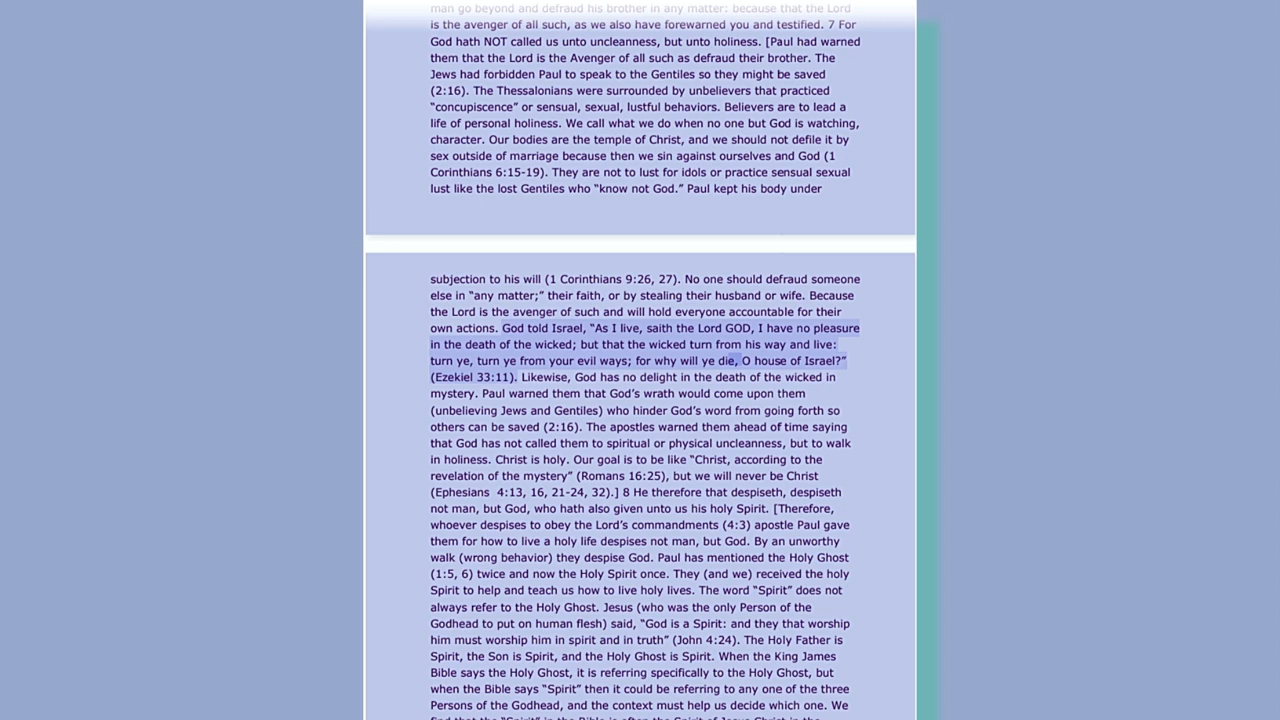 man go beyond and defraud his brother in any matter: because that the Lord
is the avenger of all such, as we also have forewarned you and testified. 7 For
God hath NOT called us unto uncleanness, but unto holiness. [Paul had warned
them that the Lord is the Avenger of all such as defraud their brother. The
Jews had forbidden Paul to speak to the Gentiles so they might be saved
(2:16). The Thessalonians were surrounded by unbelievers that practiced
“concupiscence” or sensual, sexual, lustful behaviors. Believers are to lead a
life of personal holiness. We call what we do when no one but God is watching,
character. Our bodies are the temple of Christ, and we should not defile it by
sex outside of marriage because then we sin against ourselves and God (1
Corinthians 6:15-19). They are not to lust for idols or practice sensual sexual
lust like the lost Gentiles who “know not God.” Paul kept his body under
subjection to his will (1 Corinthians 9:26, 27). No one should defraud someone
else in “any matter;” their faith, or by stealing their husband or wife. Because
the Lord is the avenger of such and will hold everyone accountable for their
own actions. God told Israel, “As I live, saith the Lord GOD, I have no pleasure
in the death of the wicked; but that the wicked turn from his way and live:
turn ye, turn ye from your evil ways; for why will ye die, O house of Israel?”
(Ezekiel 33:11). Likewise, God has no delight in the death of the wicked in
mystery. Paul warned them that God’s wrath would come upon them
(unbelieving Jews and Gentiles) who hinder God’s word from going forth so
others can be saved (2:16). The apostles warned them ahead of time saying
that God has not called them to spiritual or physical uncleanness, but to walk
in holiness. Christ is holy. Our goal is to be like “Christ, according to the
revelation of the mystery” (Romans 16:25), but we will never be Christ
(Ephesians  4:13, 16, 21-24, 32).] 8 He therefore that despiseth, despiseth
not man, but God, who hath also given unto us his holy Spirit. [Therefore,
whoever despises to obey the Lord’s commandments (4:3) apostle Paul gave
them for how to live a holy life despises not man, but God. By an unworthy
walk (wrong behavior) they despise God. Paul has mentioned the Holy Ghost
(1:5, 6) twice and now the Holy Spirit once. They (and we) received the holy
Spirit to help and teach us how to live holy lives. The word “Spirit” does not
always refer to the Holy Ghost. Jesus (who was the only Person of the
Godhead to put on human flesh) said, “God is a Spirit: and they that worship
him must worship him in spirit and in truth” (John 4:24). The Holy Father is
Spirit, the Son is Spirit, and the Holy Ghost is Spirit. When the King James
Bible says the Holy Ghost, it is referring specifically to the Holy Ghost, but
when the Bible says “Spirit” then it could be referring to any one of the three
Persons of the Godhead, and the context must help us decide which one. We
find that the “Spirit” in the Bible is often the Spirit of Jesus Christ in the